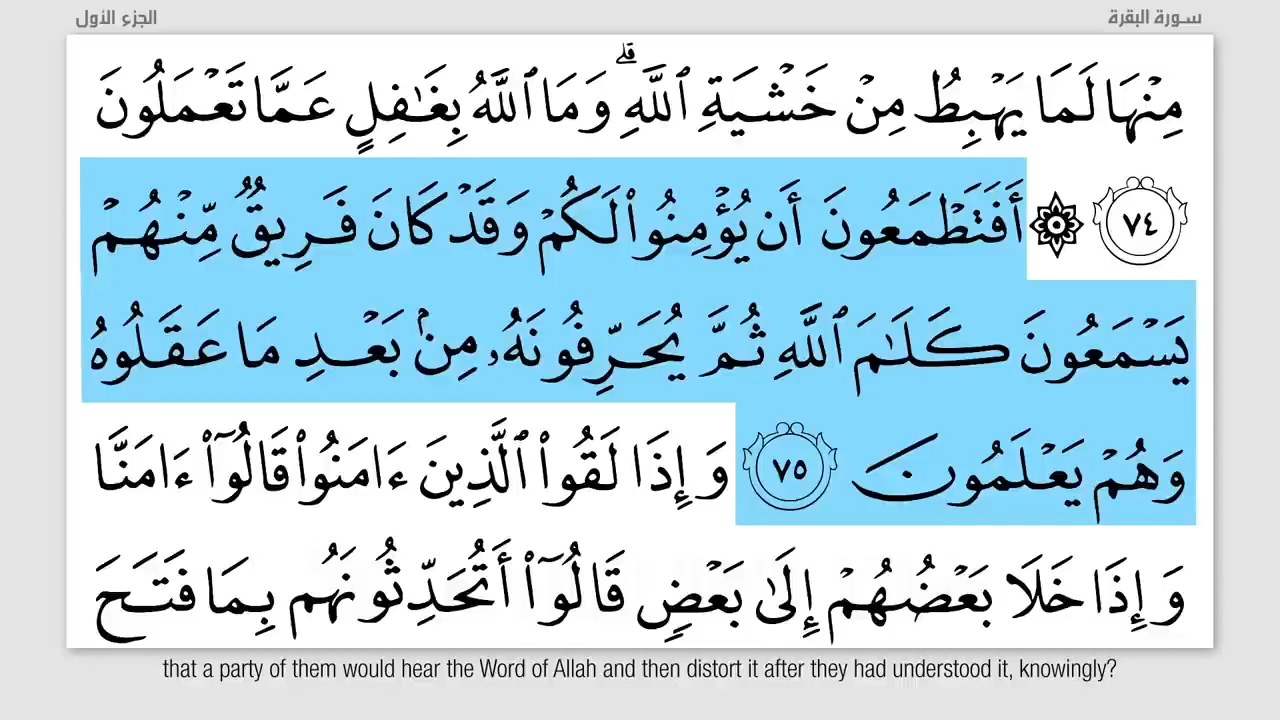 سورة البقرة
الجزء الأول
مِنْهَا لَمَا يَهْبِطُ مِنْ خَشْيَةِ ٱللَّهِ ۗ وَمَا ٱللَّهُ بِغَٰفِلٍ عَمَّا تَعْمَلُونَ
٧٤ ۞ أَفَتَطْمَعُونَ أَن يُؤْمِنُوا۟ لَكُمْ وَقَدْ كَانَ فَرِيقٌ مِّنْهُمْ
يَسْمَعُونَ كَلَٰمَ ٱللَّهِ ثُمَّ يُحَرِّفُونَهُۥ مِنۢ بَعْدِ مَا عَقَلُوهُ
وَهُمْ يَعْلَمُونَ ٧٥ وَإِذَا لَقُوا۟ ٱلَّذِينَ ءَامَنُوا۟ قَالُوٓا۟ ءَامَنَّا
وَإِذَا خَلَا بَعْضُهُمْ إِلَىٰ بَعْضٍ قَالُوٓا۟ أَتُحَدِّثُونَهُم بِمَا فَتَحَ
that a party of them would hear the Word of Allah and then distort it after they had understood it, knowingly?